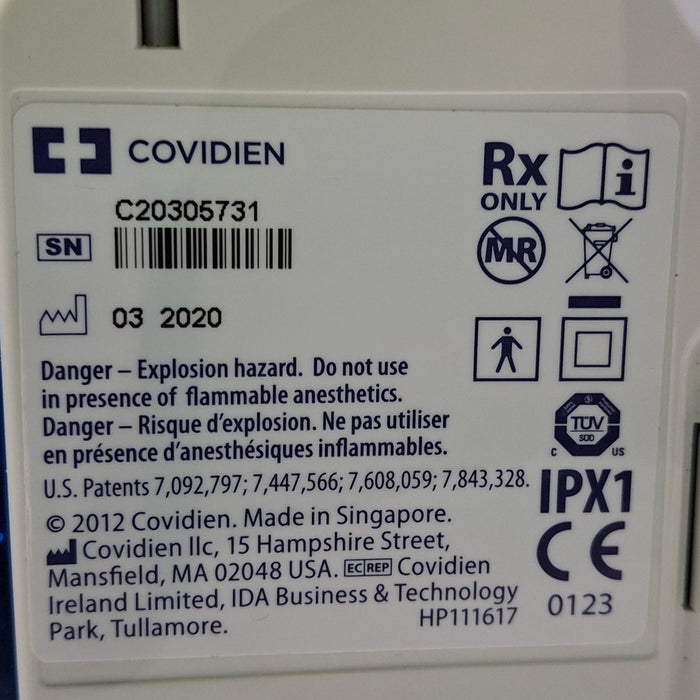 COVIDIEN
Rx
ONLY
C20305731
SN
MR
03 2020
Danger – Explosion hazard. Do not use
in presence of flammable anesthetics.
Danger – Risque d'explosion. Ne pas utiliser
en présence d'anesthésiques inflammables.
TÜV
SÜD
C US
U.S. Patents 7,092,797; 7,447,566; 7,608,059; 7,843,328.
IPX1
© 2012 Covidien. Made in Singapore.
Covidien llc, 15 Hampshire Street,
Mansfield, MA 02048 USA. EC REP Covidien
Ireland Limited, IDA Business & Technology
Park, Tullamore.
HP111617
CE
0123